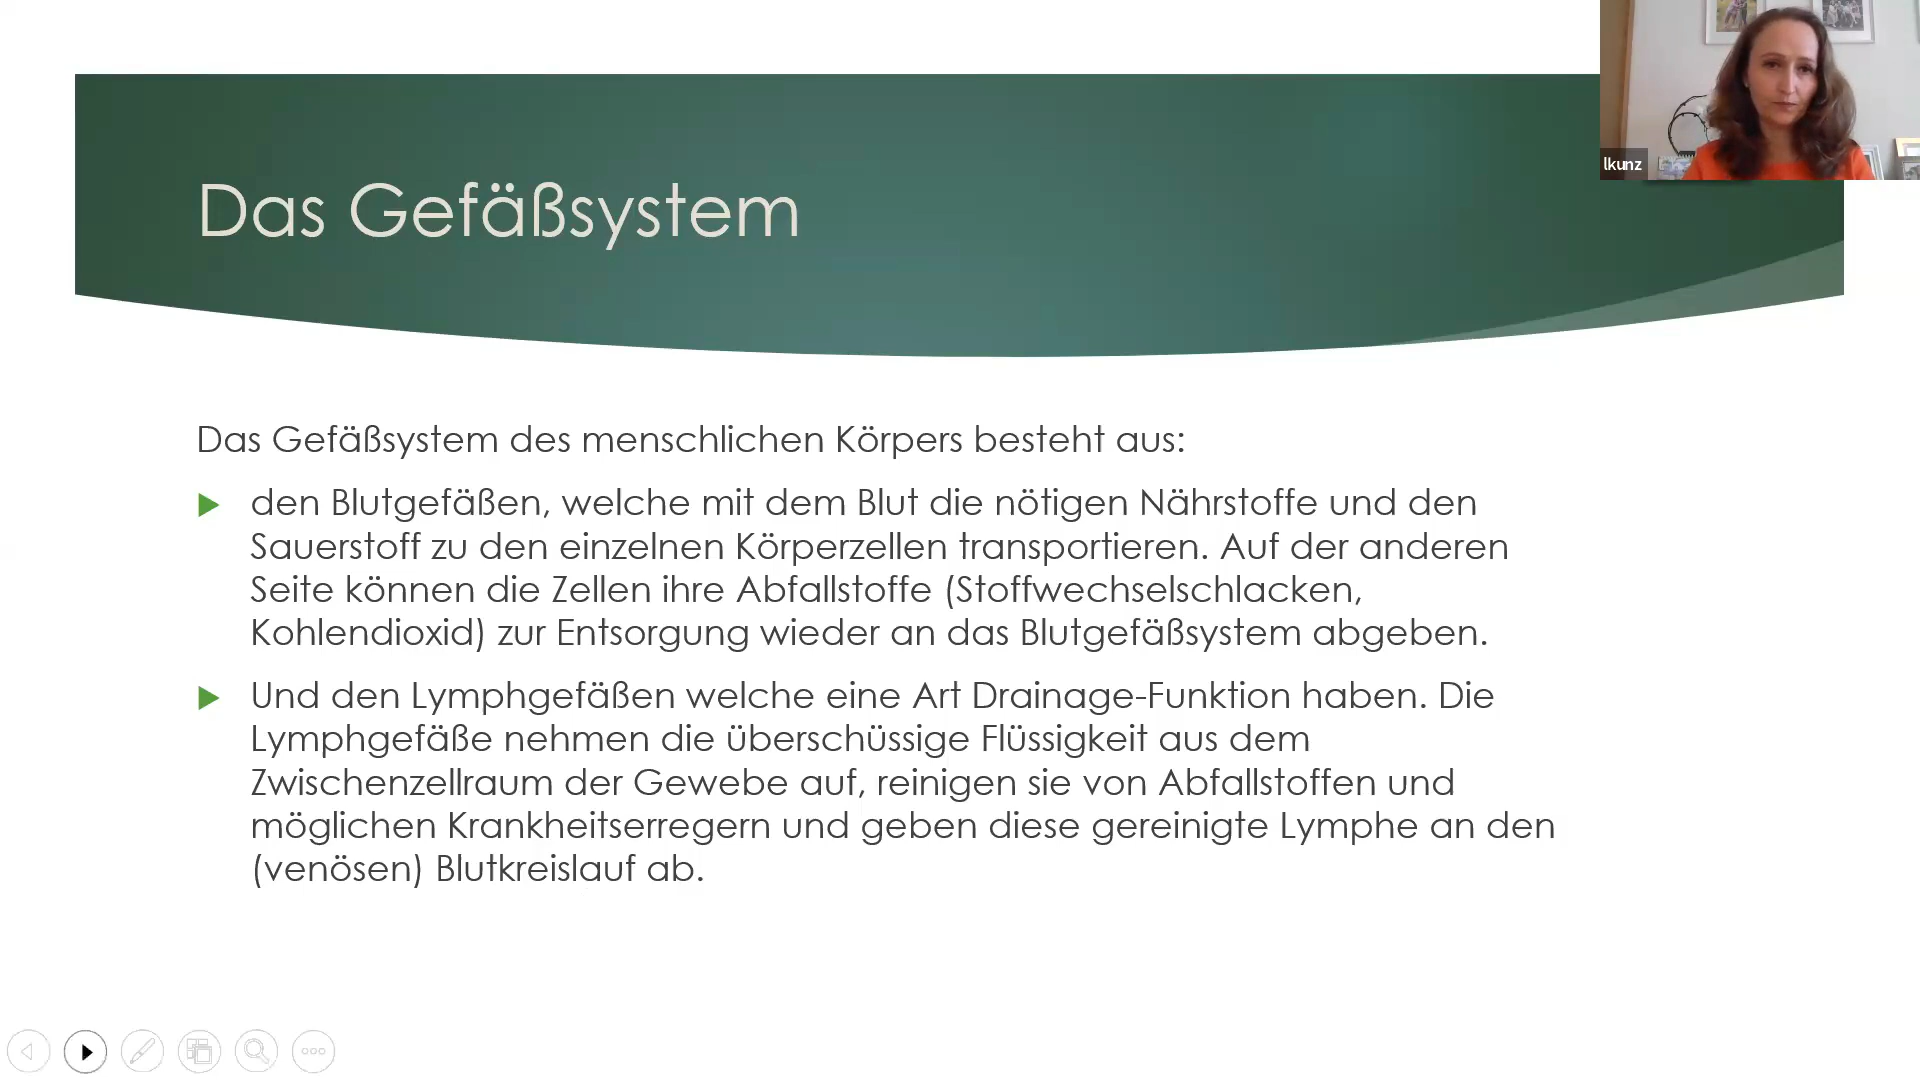 lkunz
Das Gefäßsystem
Das Gefäßsystem des menschlichen Körpers besteht aus:
den Blutgefäßen, welche mit dem Blut die nötigen Nährstoffe und den
Sauerstoff zu den einzelnen Körperzellen transportieren. Auf der anderen
Seite können die Zellen ihre Abfallstoffe (Stoffwechselschlacken,
Kohlendioxid) zur Entsorgung wieder an das Blutgefäßsystem abgeben.
Und den Lymphgefäßen welche eine Art Drainage-Funktion haben. Die
Lymphgefäße nehmen die überschüssige Flüssigkeit aus dem
Zwischenzellraum der Gewebe auf, reinigen sie von Abfallstoffen und
möglichen Krankheitserregern und geben diese gereinigte Lymphe an den
(venösen) Blutkreislauf ab.